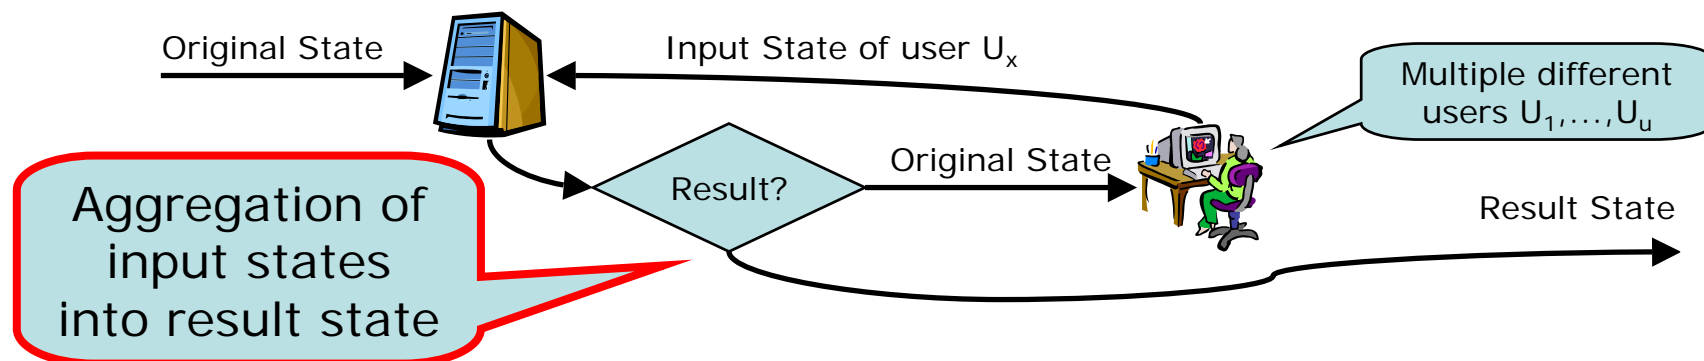 Original State
Input State of user Uₓ
Multiple different
users U₁,...,Uᵤ
Result?
Original State
Result State
Aggregation of
input states
into result state